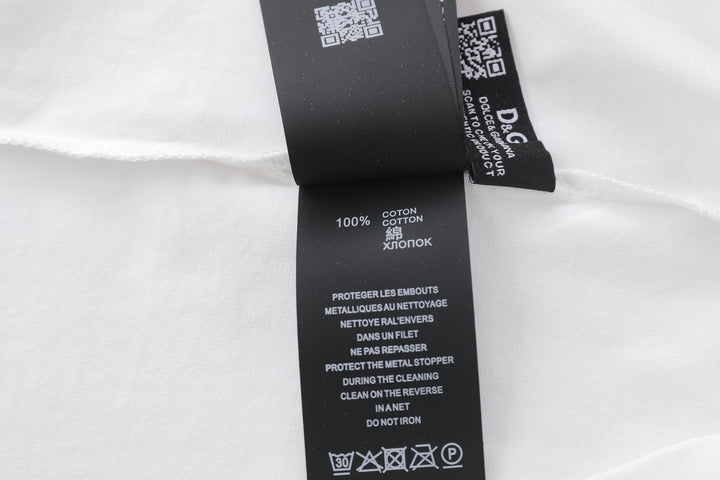 100% COTON
COTTON
綿
ХЛОПОК
PROTEGER LES EMBOUTS
METALLIQUES AU NETTOYAGE
NETTOYE RAL'ENVERS
DANS UN FILET
NE PAS REPASSER
PROTECT THE METAL STOPPER
DURING THE CLEANING
CLEAN ON THE REVERSE
IN A NET
DO NOT IRON
30 P
D&G
DOLCE&GABBANA
SCAN TO CHECK YOUR
PRODUCT